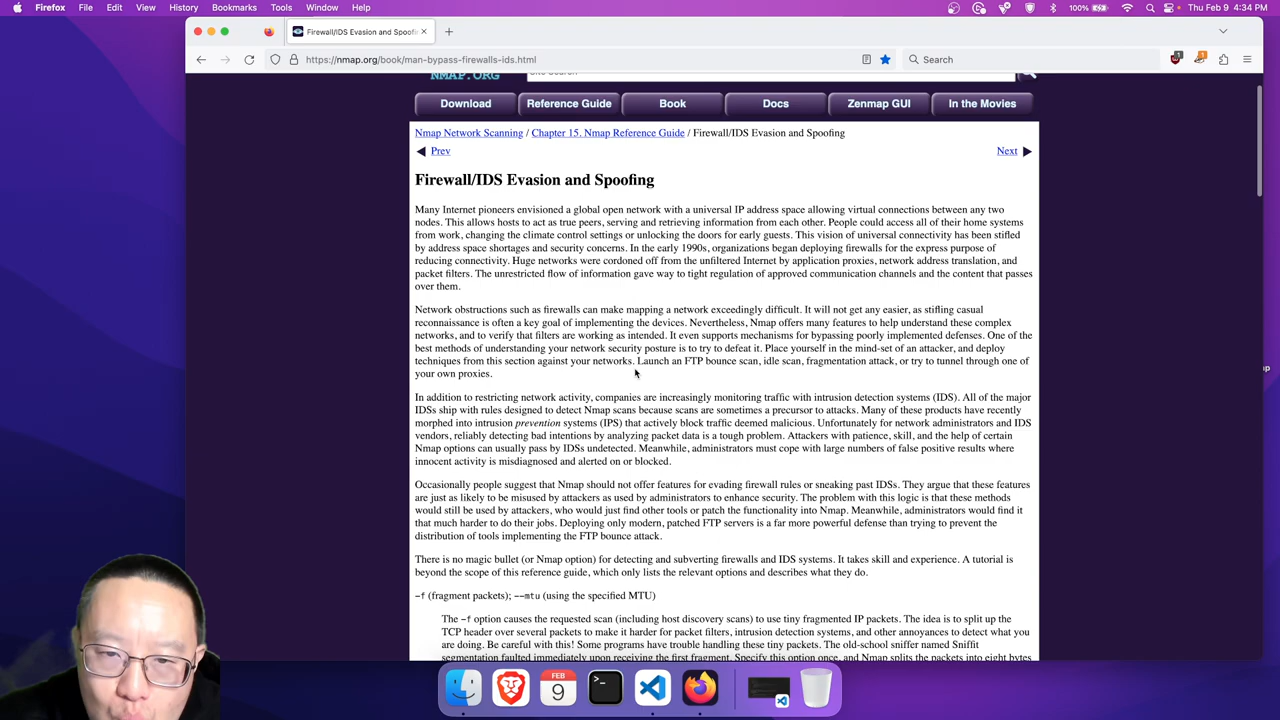 Firefox File Edit View History Bookmarks Tools Window Help 100% Thu Feb 9 4:34 PM
Firewall/IDS Evasion and Spoofin
https://nmap.org/book/man-bypass-firewalls-ids.html Search
NMAP.ORG Site Search
Download Reference Guide Book Docs Zenmap GUI In the Movies
Nmap Network Scanning / Chapter 15. Nmap Reference Guide / Firewall/IDS Evasion and Spoofing
Prev Next
Firewall/IDS Evasion and Spoofing
Many Internet pioneers envisioned a global open network with a universal IP address space allowing virtual connections between any two
nodes. This allows hosts to act as true peers, serving and retrieving information from each other. People could access all of their home systems
from work, changing the climate control settings or unlocking the doors for early guests. This vision of universal connectivity has been stifled
by address space shortages and security concerns. In the early 1990s, organizations began deploying firewalls for the express purpose of
reducing connectivity. Huge networks were cordoned off from the unfiltered Internet by application proxies, network address translation, and
packet filters. The unrestricted flow of information gave way to tight regulation of approved communication channels and the content that passes
over them.
Network obstructions such as firewalls can make mapping a network exceedingly difficult. It will not get any easier, as stifling casual
reconnaissance is often a key goal of implementing the devices. Nevertheless, Nmap offers many features to help understand these complex
networks, and to verify that filters are working as intended. It even supports mechanisms for bypassing poorly implemented defenses. One of the
best methods of understanding your network security posture is to try to defeat it. Place yourself in the mind-set of an attacker, and deploy
techniques from this section against your networks. Launch an FTP bounce scan, idle scan, fragmentation attack, or try to tunnel through one of
your own proxies.
In addition to restricting network activity, companies are increasingly monitoring traffic with intrusion detection systems (IDS). All of the major
IDSs ship with rules designed to detect Nmap scans because scans are sometimes a precursor to attacks. Many of these products have recently
morphed into intrusion prevention systems (IPS) that actively block traffic deemed malicious. Unfortunately for network administrators and IDS
vendors, reliably detecting bad intentions by analyzing packet data is a tough problem. Attackers with patience, skill, and the help of certain
Nmap options can usually pass by IDSs undetected. Meanwhile, administrators must cope with large numbers of false positive results where
innocent activity is misdiagnosed and alerted on or blocked.
Occasionally people suggest that Nmap should not offer features for evading firewall rules or sneaking past IDSs. They argue that these features
are just as likely to be misused by attackers as used by administrators to enhance security. The problem with this logic is that these methods
would still be used by attackers, who would just find other tools or patch the functionality into Nmap. Meanwhile, administrators would find it
that much harder to do their jobs. Deploying only modern, patched FTP servers is a far more powerful defense than trying to prevent the
distribution of tools implementing the FTP bounce attack.
There is no magic bullet (or Nmap option) for detecting and subverting firewalls and IDS systems. It takes skill and experience. A tutorial is
beyond the scope of this reference guide, which only lists the relevant options and describes what they do.
-f (fragment packets); --mtu (using the specified MTU)
The -f option causes the requested scan (including host discovery scans) to use tiny fragmented IP packets. The idea is to split up the
TCP header over several packets to make it harder for packet filters, intrusion detection systems, and other annoyances to detect what you
are doing. Be careful with this! Some programs have trouble handling these tiny packets. The old-school sniffer named Sniffit
segmentation faulted immediately upon receiving the first fragment. Specify this option once, and Nmap splits the packets into eight bytes
FEB
9